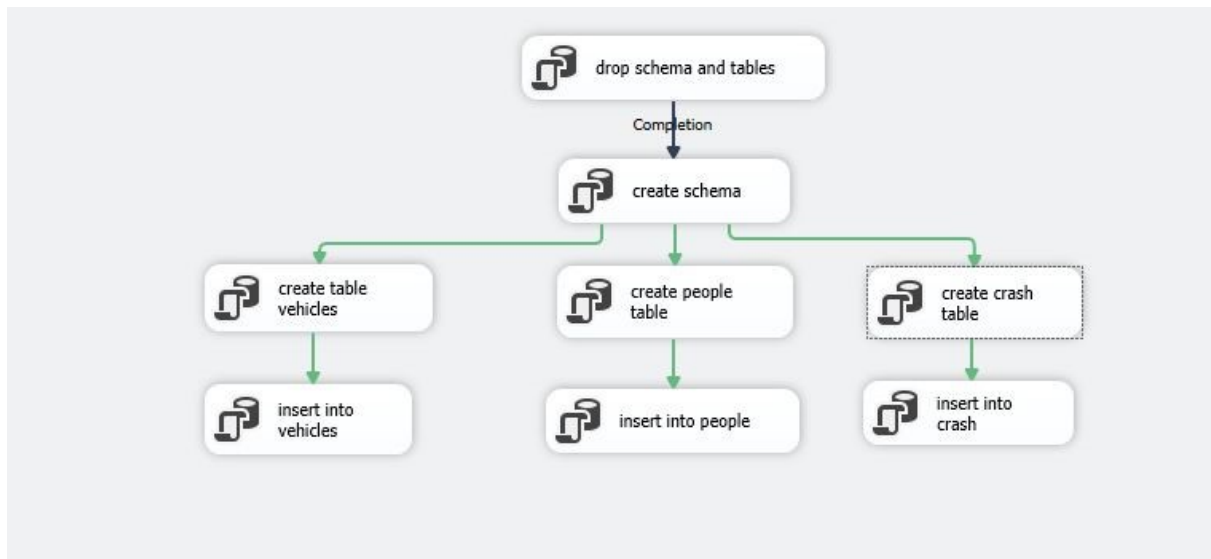 drop schema and tables
Completion
create schema
create table
vehicles
create people
table
create crash
table
insert into
vehicles
insert into people
insert into
crash